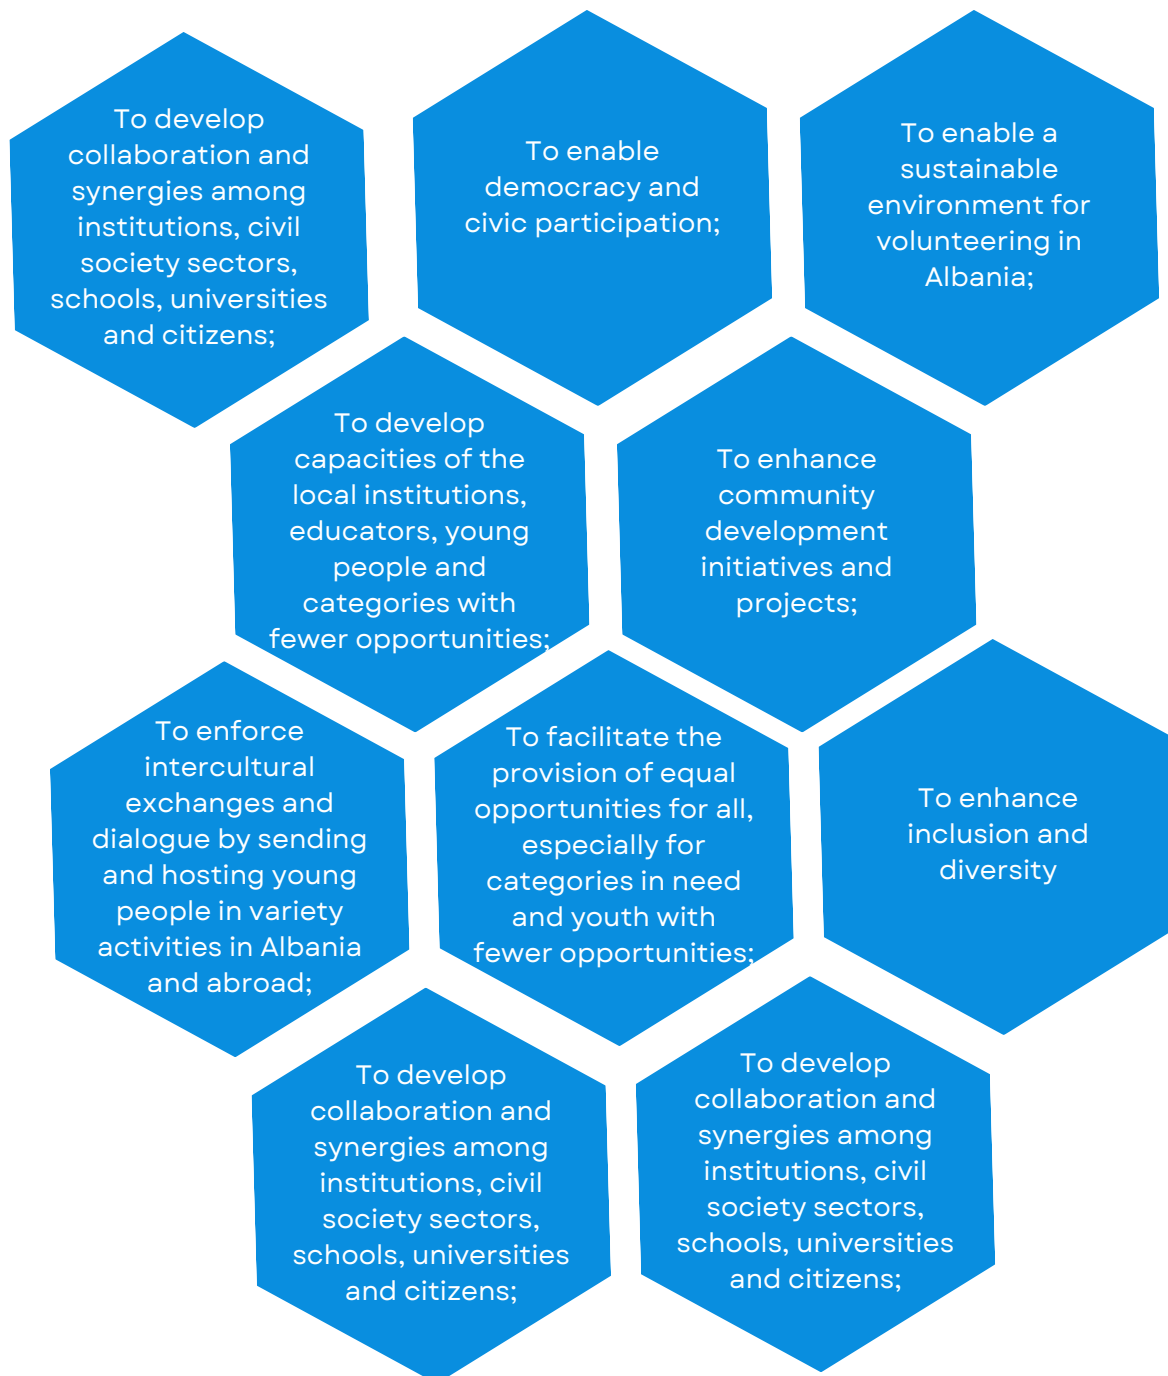 To develop
collaboration and
synergies among
institutions, civil
society sectors,
schools, universities
and citizens;
To enable
democracy and
civic participation;
To enable a
sustainable
environment for
volunteering in
Albania;
To develop
capacities of the
local institutions,
educators, young
people and
categories with
fewer opportunities;
To enhance
community
development
initiatives and
projects;
To enforce
intercultural
exchanges and
dialogue by sending
and hosting young
people in variety
activities in Albania
and abroad;
To facilitate the
provision of equal
opportunities for all,
especially for
categories in need
and youth with
fewer opportunities;
To enhance
inclusion and
diversity
To develop
collaboration and
synergies among
institutions, civil
society sectors,
schools, universities
and citizens;
To develop
collaboration and
synergies among
institutions, civil
society sectors,
schools, universities
and citizens;